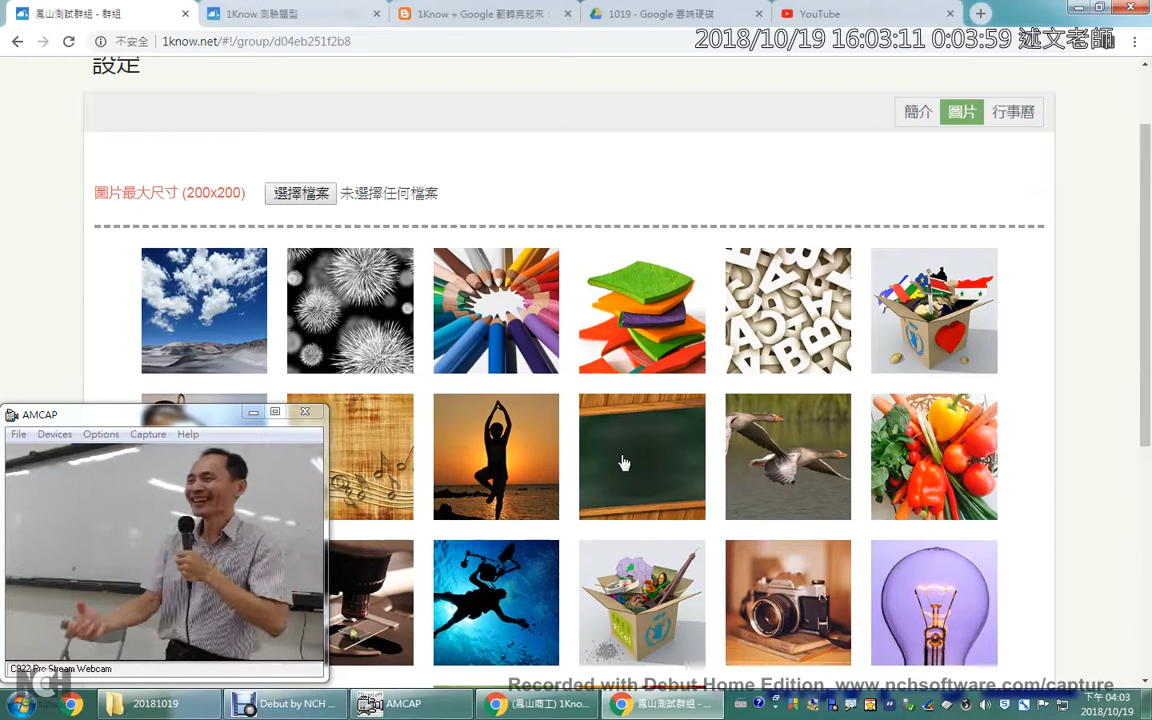 鳳山測試群組 - 群組
1Know 測驗題型
1Know + Google 翻轉亮起來
1019 - Google 雲端硬碟
YouTube
不安全
1know.net/#!/group/d04eb251f2b8
2018/10/19 16:03:11 0:03:59 述文老師
設定
簡介
圖片
行事曆
圖片最大尺寸 (200x200)
選擇檔案
未選擇任何檔案
AMCAP
File
Devices
Options
Capture
Help
C922 Pro Stream Webcam
NCH
Recorded with Debut Home Edition. www.nchsoftware.com/capture
20181019
Debut by NCH ...
AMCAP
(鳳山商工) 1Kno...
鳳山測試群組 - ...
下午 04:03
2018/10/19